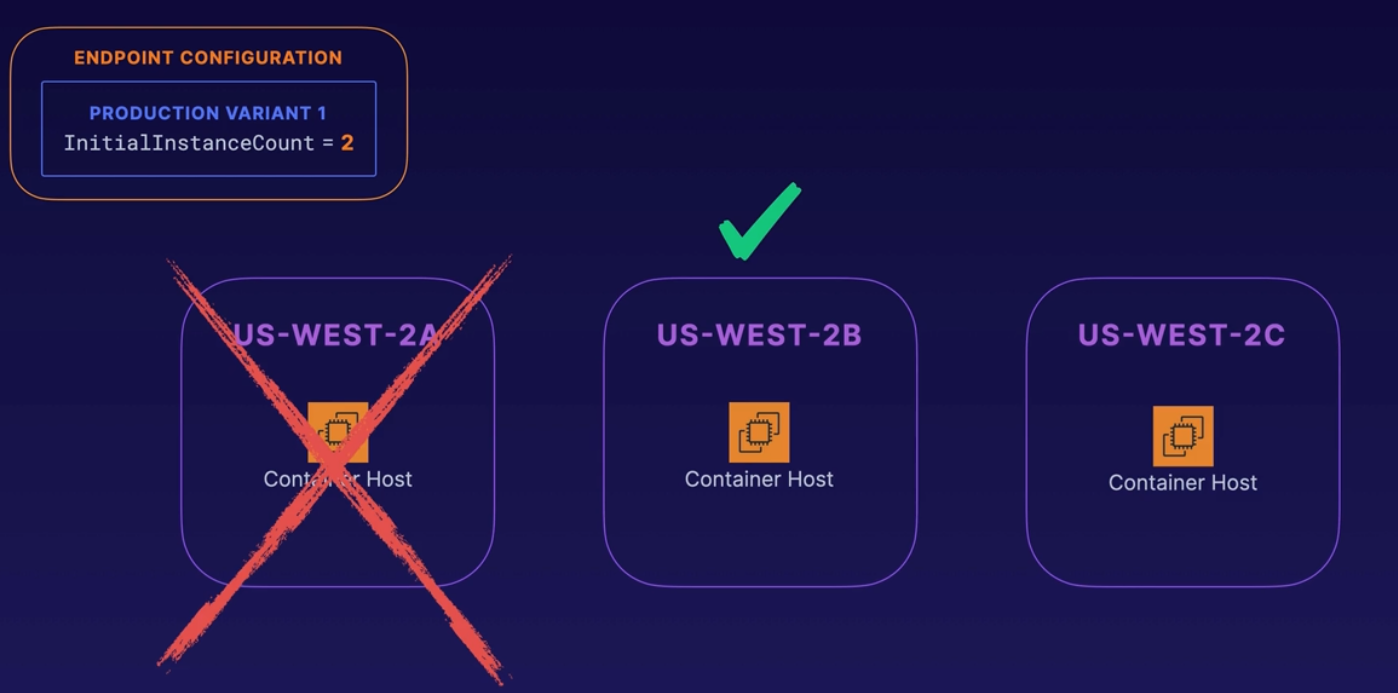 ENDPOINT CONFIGURATION
PRODUCTION VARIANT 1
InitialInstanceCount = 2
US-WEST-2A
US-WEST-2B
US-WEST-2C
Container Host
Container Host
Container Host